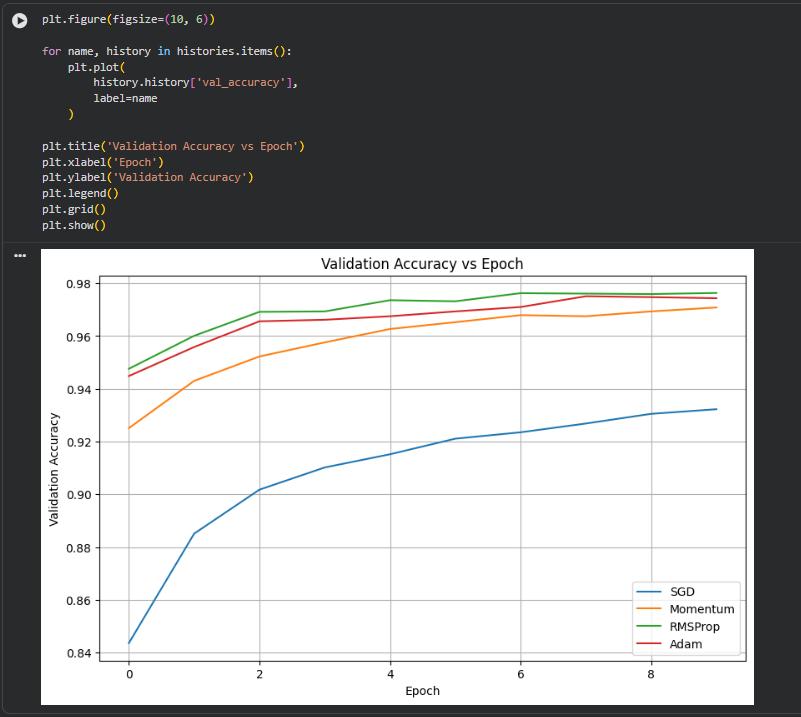 plt.figure(figsize=(10, 6))
for name, history in histories.items():
    plt.plot(
        history.history['val_accuracy'],
        label=name
    )
plt.title('Validation Accuracy vs Epoch')
plt.xlabel('Epoch')
plt.ylabel('Validation Accuracy')
plt.legend()
plt.grid()
plt.show()
Validation Accuracy vs Epoch
0.98
0.96
0.94
0.92
0.90
0.88
0.86
0.84
Validation Accuracy
0 2 4 6 8
Epoch
SGD
Momentum
RMSProp
Adam